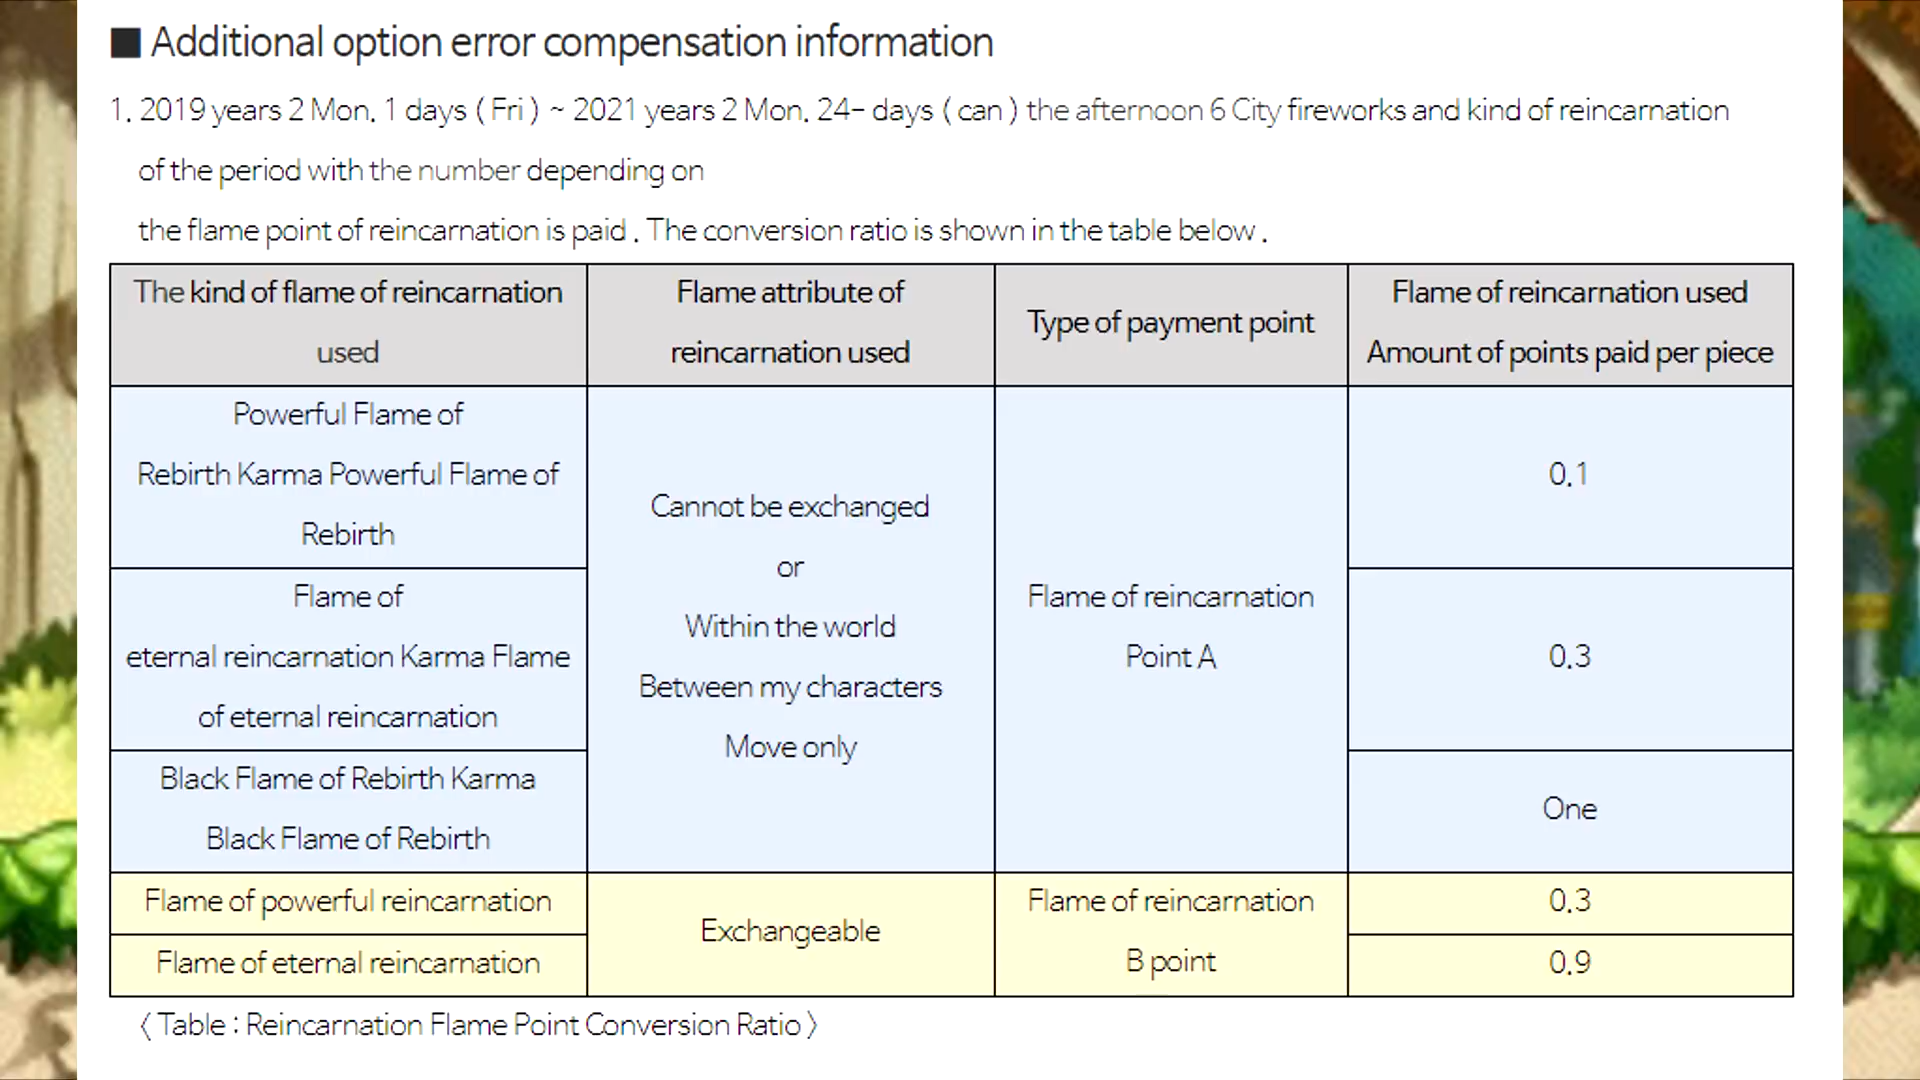 ■ Additional option error compensation information
1. 2019 years 2 Mon. 1 days ( Fri ) ~ 2021 years 2 Mon. 24- days ( can ) the afternoon 6 City fireworks and kind of reincarnation
of the period with the number depending on
the flame point of reincarnation is paid . The conversion ratio is shown in the table below .
The kind of flame of reincarnation
used
Flame attribute of
reincarnation used
Type of payment point
Flame of reincarnation used
Amount of points paid per piece
Powerful Flame of
Rebirth Karma Powerful Flame of
Rebirth
Cannot be exchanged
or
Within the world
Between my characters
Move only
Flame of reincarnation
Point A
0.1
Flame of
eternal reincarnation Karma Flame
of eternal reincarnation
0.3
Black Flame of Rebirth Karma
Black Flame of Rebirth
One
Flame of powerful reincarnation
Exchangeable
Flame of reincarnation
B point
0.3
Flame of eternal reincarnation
0.9
〈 Table : Reincarnation Flame Point Conversion Ratio 〉